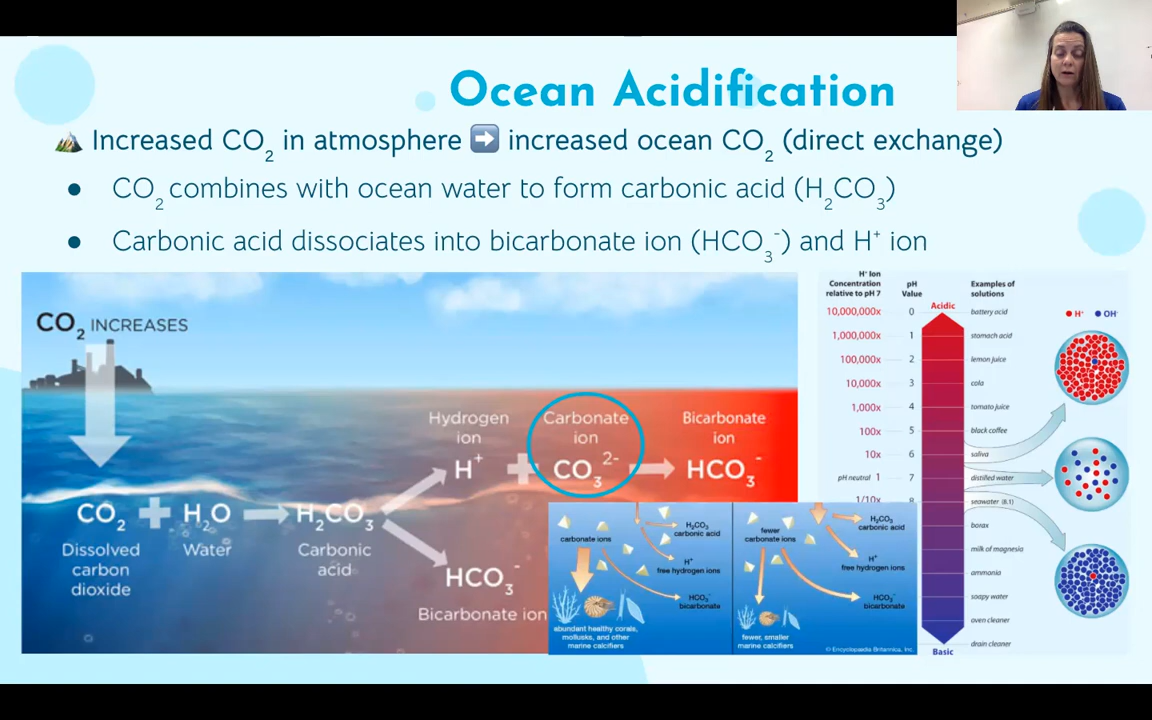 Ocean Acidification
Increased CO₂ in atmosphere ➡ increased ocean CO₂ (direct exchange)
● CO₂ combines with ocean water to form carbonic acid (H₂CO₃)
● Carbonic acid dissociates into bicarbonate ion (HCO₃⁻) and H⁺ ion
CO₂ INCREASES
Hydrogen ion
Carbonate ion
Bicarbonate ion
H⁺ + CO₃²⁻ → HCO₃⁻
CO₂ + H₂O → H₂CO₃
Dissolved carbon dioxide
Water
Carbonic acid
HCO₃⁻
Bicarbonate ion
carbonate ions
H₂CO₃
carbonic acid
H⁺
free hydrogen ions
HCO₃⁻
bicarbonate
abundant healthy corals,
mollusks, and other
marine calcifiers
fewer
carbonate ions
H₂CO₃
carbonic acid
H⁺
free hydrogen ions
HCO₃⁻
bicarbonate
fewer, smaller
marine calcifiers
© Encyclopædia Britannica, Inc.
H⁺ Ion
Concentration
relative to pH 7
pH
Value
Examples of
solutions
Acidic
H⁺ OH⁻
10,000,000x 0 battery acid
1,000,000x 1 stomach acid
100,000x 2 lemon juice
10,000x 3 cola
1,000x 4 tomato juice
100x 5 black coffee
10x 6 saliva
pH neutral 1 7 distilled water
1/10x 8 seawater (8.1)
borax
milk of magnesia
ammonia
soapy water
oven cleaner
drain cleaner
Basic